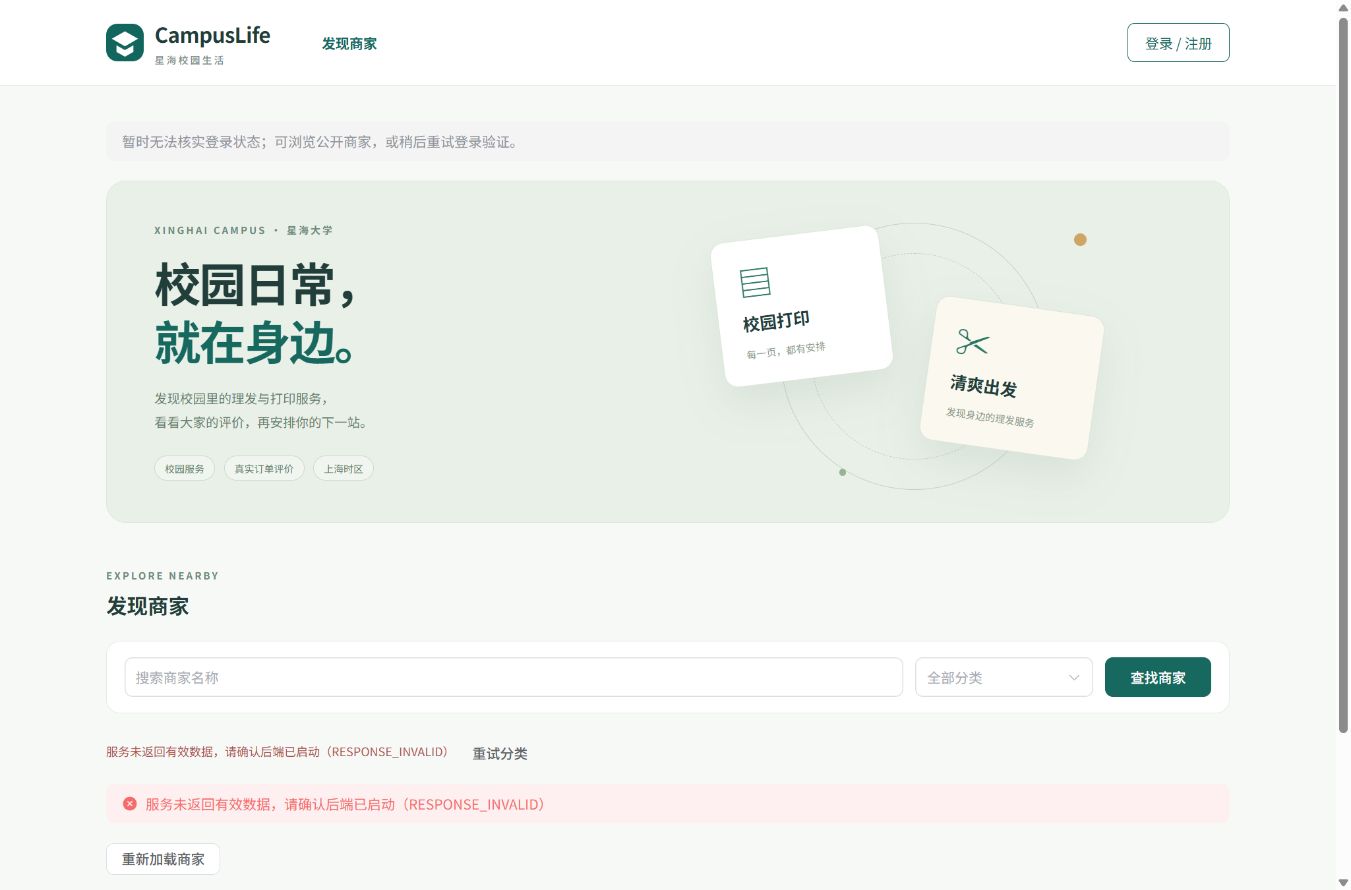 CampusLife
星海校园生活
发现商家
登录 / 注册
暂时无法核实登录状态；可浏览公开商家，或稍后重试登录验证。
XINGHAI CAMPUS · 星海大学
校园日常，
就在身边。
发现校园里的理发与打印服务，
看看大家的评价，再安排你的下一站。
校园服务
真实订单评价
上海时区
校园打印
每一页，都有安排
清爽出发
发现身边的理发服务
EXPLORE NEARBY
发现商家
搜索商家名称
全部分类
查找商家
服务未返回有效数据，请确认后端已启动（RESPONSE_INVALID）
重试分类
服务未返回有效数据，请确认后端已启动（RESPONSE_INVALID）
重新加载商家